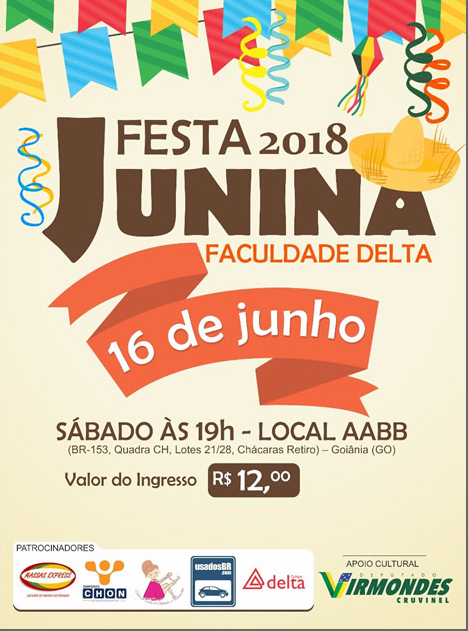 FESTA 2018
JUNINA
FACULDADE DELTA
16 de junho
SÁBADO ÀS 19h - LOCAL AABB
(BR-153, Quadra CH, Lotes 21/28, Chácaras Retiro) – Goiânia (GO)
Valor do Ingresso R$ 12,00
PATROCINADORES
MASSAS EXPRESS
CHON
usadosBR
.com
delta
APOIO CULTURAL
DEPUTADO
VIRMONDES
CRUVINEL